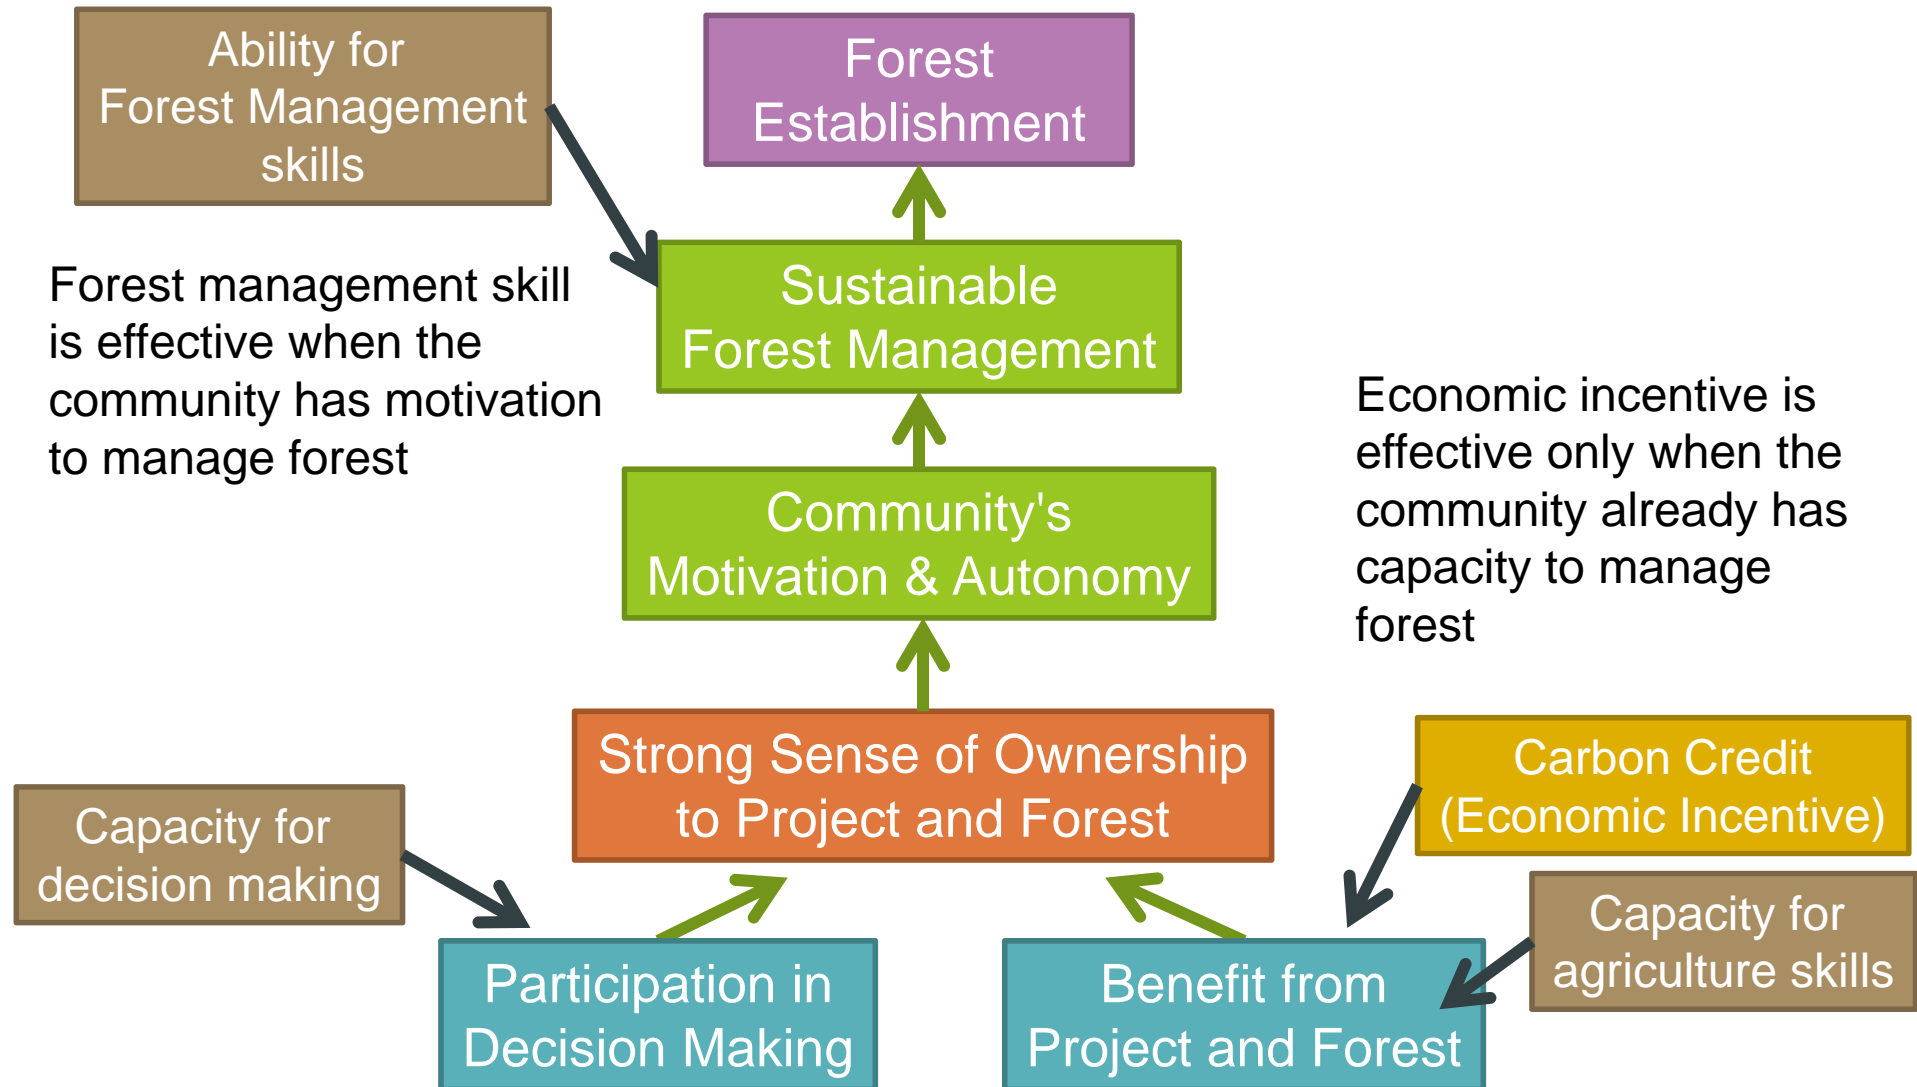 Ability for
Forest Management
skills
Forest
Establishment
Forest management skill
is effective when the
community has motivation
to manage forest
Sustainable
Forest Management
Economic incentive is
effective only when the
community already has
capacity to manage
forest
Community's
Motivation & Autonomy
Strong Sense of Ownership
to Project and Forest
Carbon Credit
(Economic Incentive)
Capacity for
decision making
Capacity for
agriculture skills
Participation in
Decision Making
Benefit from
Project and Forest